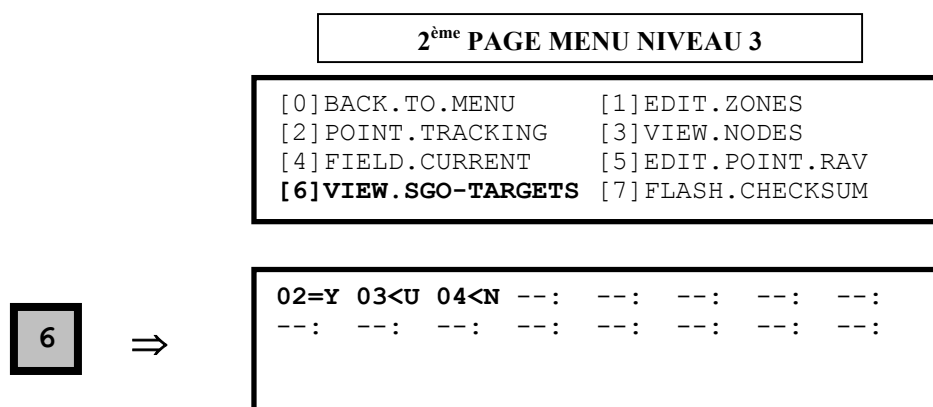 2ème PAGE MENU NIVEAU 3
[0]BACK.TO.MENU [1]EDIT.ZONES
[2]POINT.TRACKING [3]VIEW.NODES
[4]FIELD.CURRENT [5]EDIT.POINT.RAV
[6]VIEW.SGO-TARGETS [7]FLASH.CHECKSUM
6 ⇒
02=Y 03<U 04<N --: --: --: --: --:
--: --: --: --: --: --: --: --: